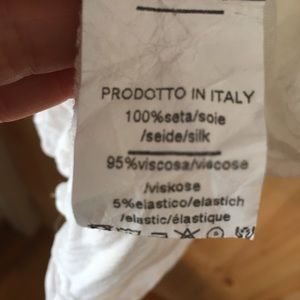 PRODOTTO IN ITALY
100%seta/soie
/seide/silk
95%viscosa/viscose
/viskose
5%elastico/elastich
/elastic/élastique